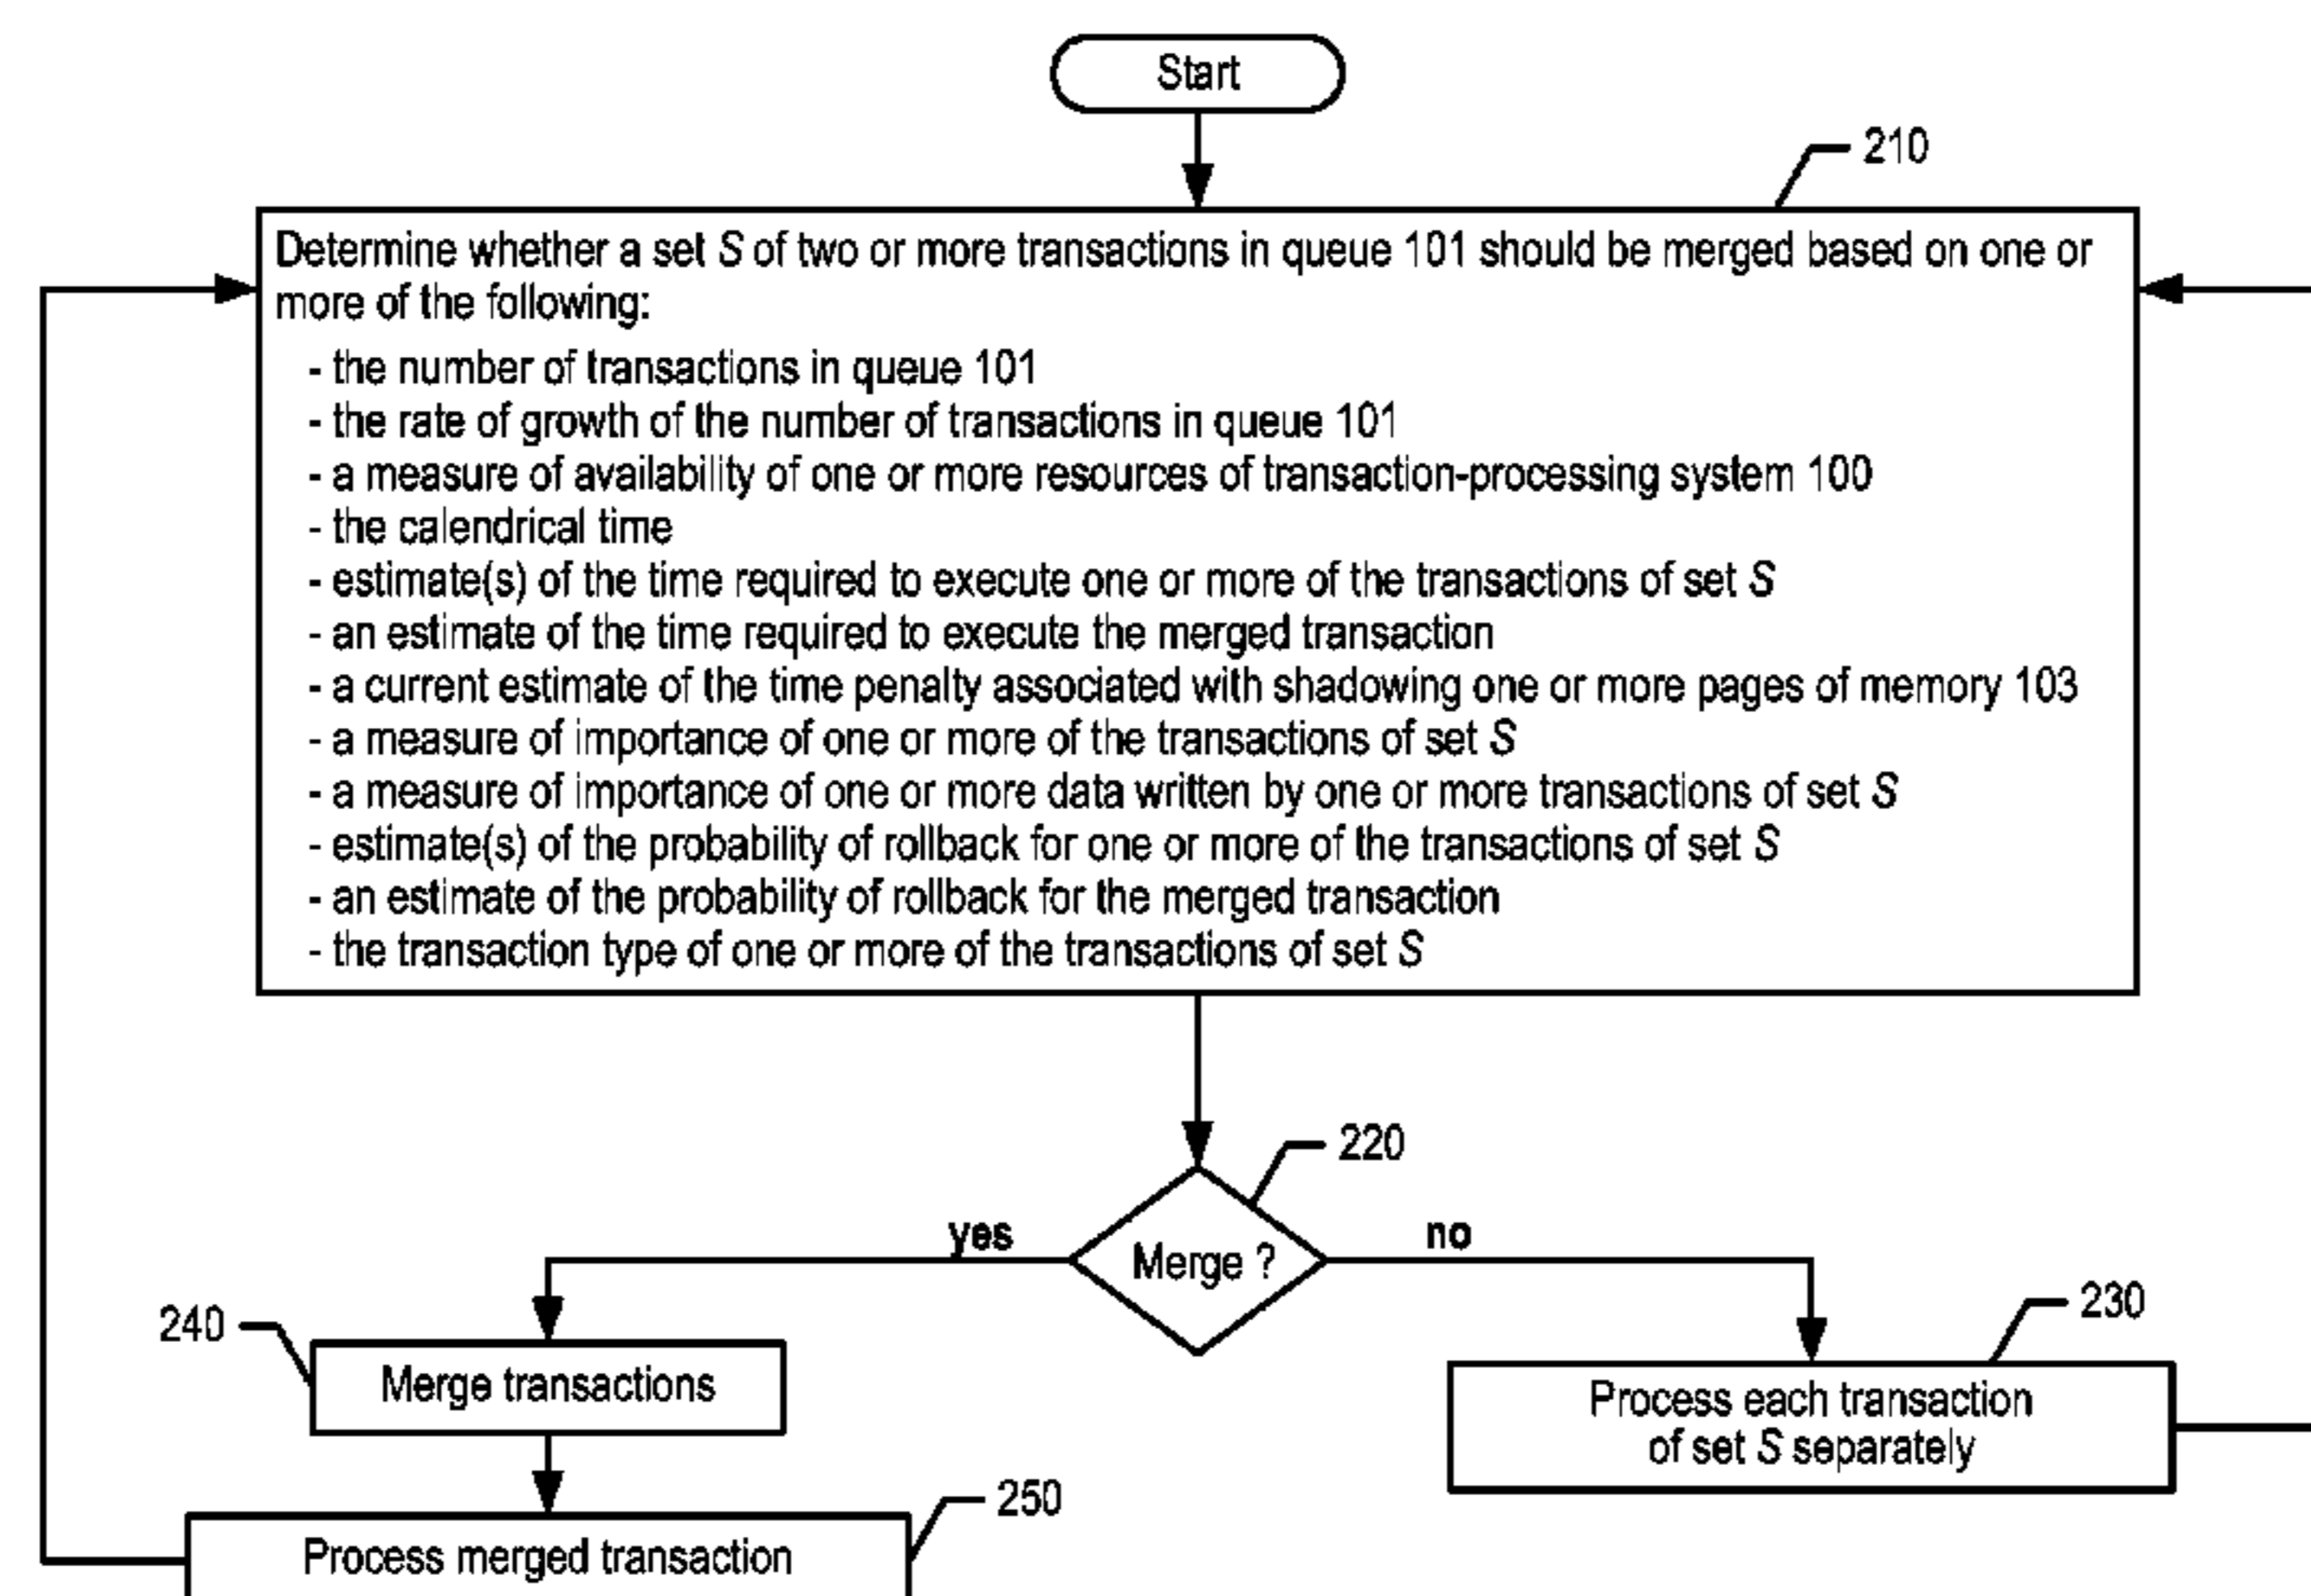 Start
210
Determine whether a set S of two or more transactions in queue 101 should be merged based on one or
more of the following:
- the number of transactions in queue 101
- the rate of growth of the number of transactions in queue 101
- a measure of availability of one or more resources of transaction-processing system 100
- the calendrical time
- estimate(s) of the time required to execute one or more of the transactions of set S
- an estimate of the time required to execute the merged transaction
- a current estimate of the time penalty associated with shadowing one or more pages of memory 103
- a measure of importance of one or more of the transactions of set S
- a measure of importance of one or more data written by one or more transactions of set S
- estimate(s) of the probability of rollback for one or more of the transactions of set S
- an estimate of the probability of rollback for the merged transaction
- the transaction type of one or more of the transactions of set S
220
yes
Merge ?
no
240
Merge transactions
230
Process each transaction
of set S separately
250
Process merged transaction